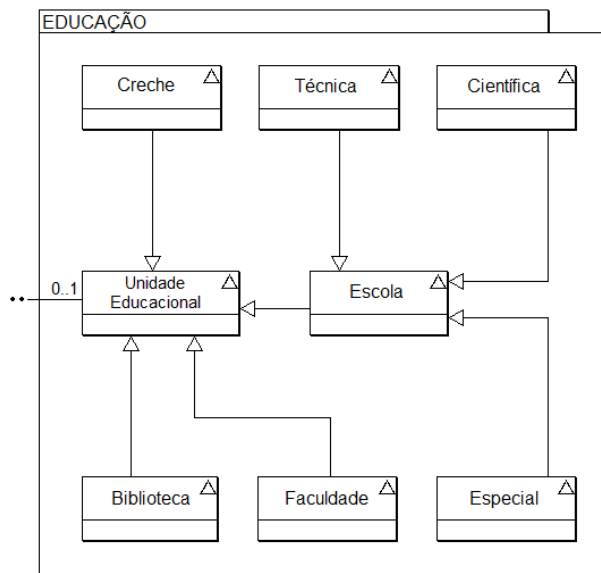 EDUCAÇÃO
Creche
Técnica
Científica
0..1
Unidade
Educacional
Escola
Biblioteca
Faculdade
Especial